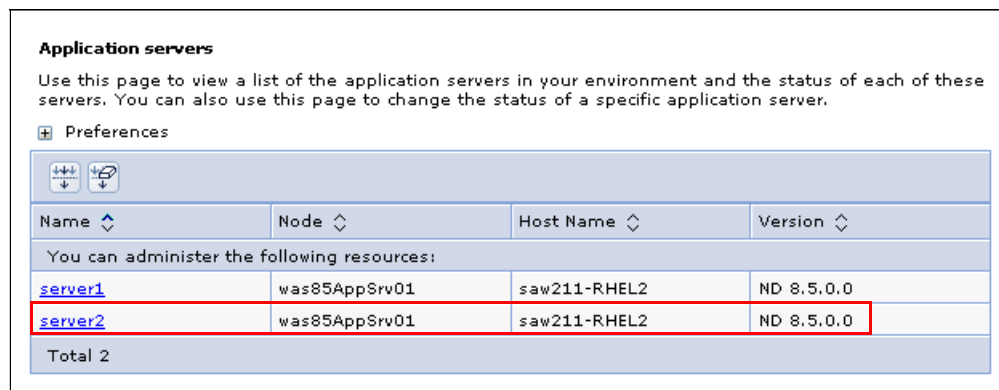 Application servers
Use this page to view a list of the application servers in your environment and the status of each of these
servers. You can also use this page to change the status of a specific application server.
Preferences
Name Node Host Name Version
You can administer the following resources:
server1 was85AppSrv01 saw211-RHEL2 ND 8.5.0.0
server2 was85AppSrv01 saw211-RHEL2 ND 8.5.0.0
Total 2